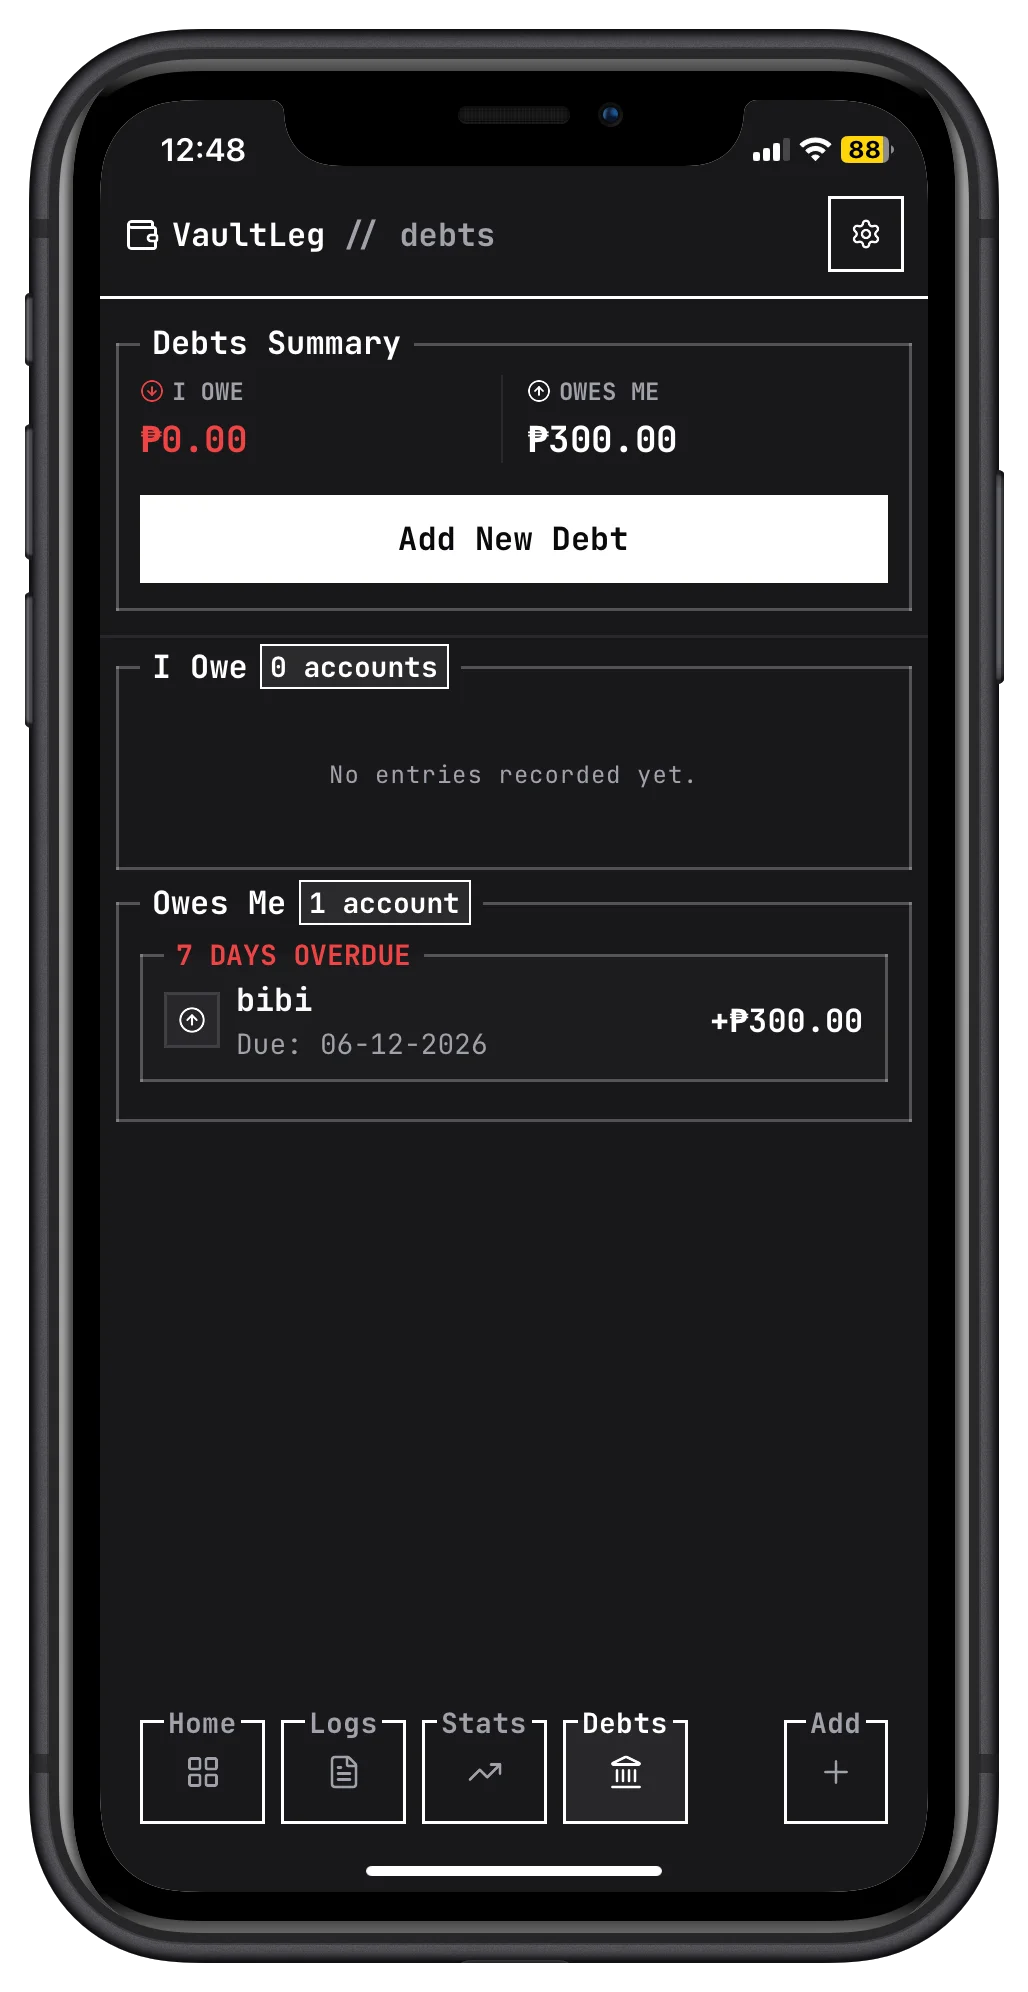 12:48
88
VaultLeg // debts
Debts Summary
I OWE
OWES ME
₱0.00
₱300.00
Add New Debt
I Owe 0 accounts
No entries recorded yet.
Owes Me 1 account
7 DAYS OVERDUE
bibi
Due: 06-12-2026
+₱300.00
Home Logs Stats Debts Add